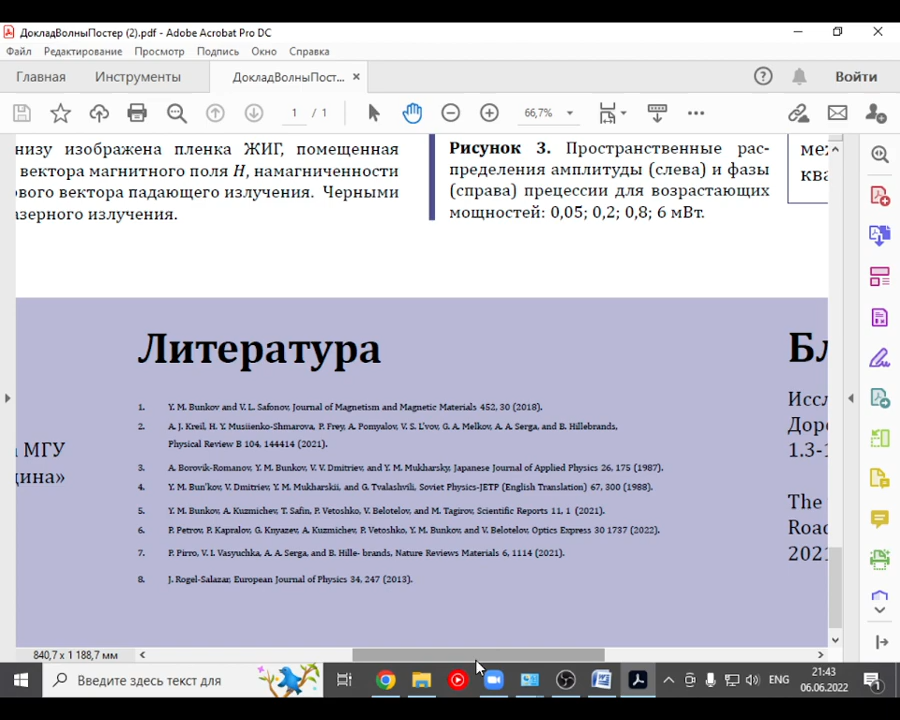 ДокладВолныПостер (2).pdf - Adobe Acrobat Pro DC
Файл Редактирование Просмотр Подпись Окно Справка
Главная Инструменты ДокладВолныПост... × Войти
1 / 1 66,7%
низу изображена пленка ЖИГ, помещенная
вектора магнитного поля H, намагниченности
ового вектора падающего излучения. Черными
азерного излучения.
Рисунок 3. Пространственные рас-
пределения амплитуды (слева) и фазы
(справа) прецессии для возрастающих
мощностей: 0,05; 0,2; 0,8; 6 мВт.
меж
ква
Литература
1. Y. M. Bunkov and V. L. Safonov, Journal of Magnetism and Magnetic Materials 452, 30 (2018).
2. A. J. Kreil, H. Y. Musiienko-Shmarova, P. Frey, A. Pomyalov, V. S. L'vov, G. A. Melkov, A. A. Serga, and B. Hillebrands,
Physical Review B 104, 144414 (2021).
3. A. Borovik-Romanov, Y. M. Bunkov, V. V. Dmitriev, and Y. M. Mukharsky, Japanese Journal of Applied Physics 26, 175 (1987).
4. Y. M. Bun'kov, V. Dmitriev, Y. M. Mukharskii, and G. Tvalashvili, Soviet Physics-JETP (English Translation) 67, 300 (1988).
5. Y. M. Bunkov, A. Kuzmichev, T. Safin, P. Vetoshko, V. Belotelov, and M. Tagirov, Scientific Reports 11, 1 (2021).
6. P. Petrov, P. Kapralov, G. Knyazev, A. Kuzmichev, P. Vetoshko, Y. M. Bunkov, and V. Belotelov, Optics Express 30 1737 (2022).
7. P. Pirro, V. I. Vasyuchka, A. A. Serga, and B. Hille- brands, Nature Reviews Materials 6, 1114 (2021).
8. J. Rogel-Salazar, European Journal of Physics 34, 247 (2013).
а МГУ
цина»
Бл
Иссл
Доро
1.3-1
The
Road
2021
840,7 x 1 188,7 мм
Введите здесь текст для
ENG
21:43
06.06.2022
1